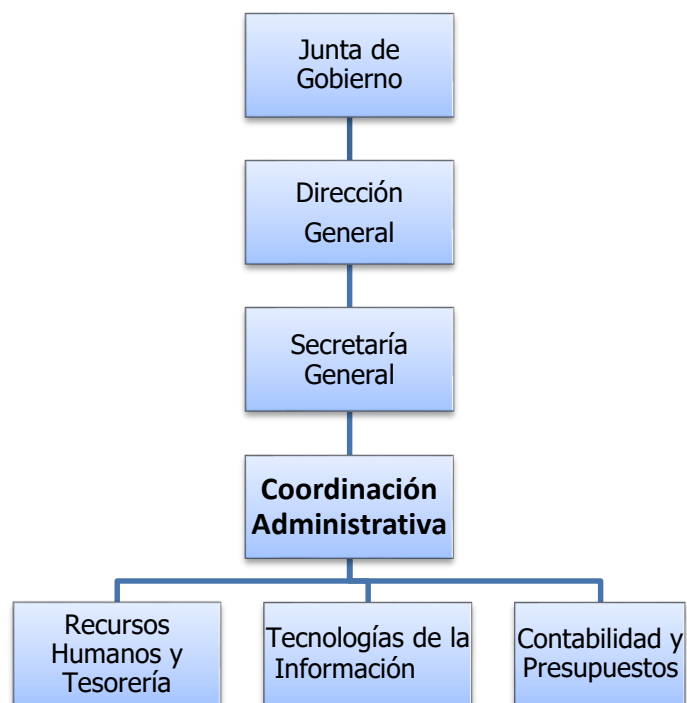 Junta de
Gobierno
Dirección
General
Secretaría
General
Coordinación
Administrativa
Recursos
Humanos y
Tesorería
Tecnologías de la
Información
Contabilidad y
Presupuestos